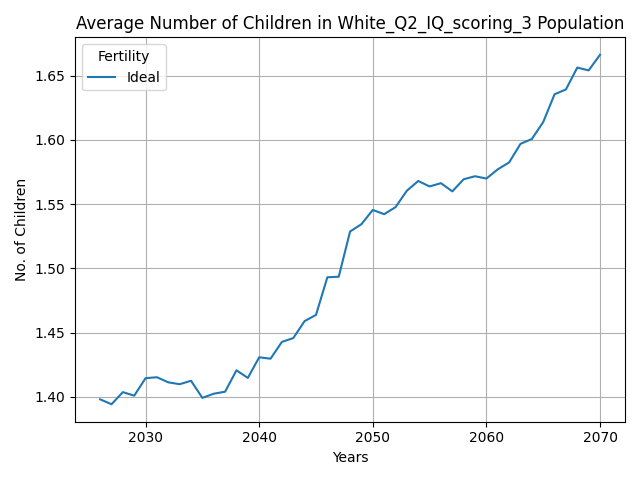 Average Number of Children in White_Q2_IQ_scoring_3 Population
Fertility
Ideal
1.65
1.60
1.55
1.50
1.45
1.40
No. of Children
2030 2040 2050 2060 2070
Years